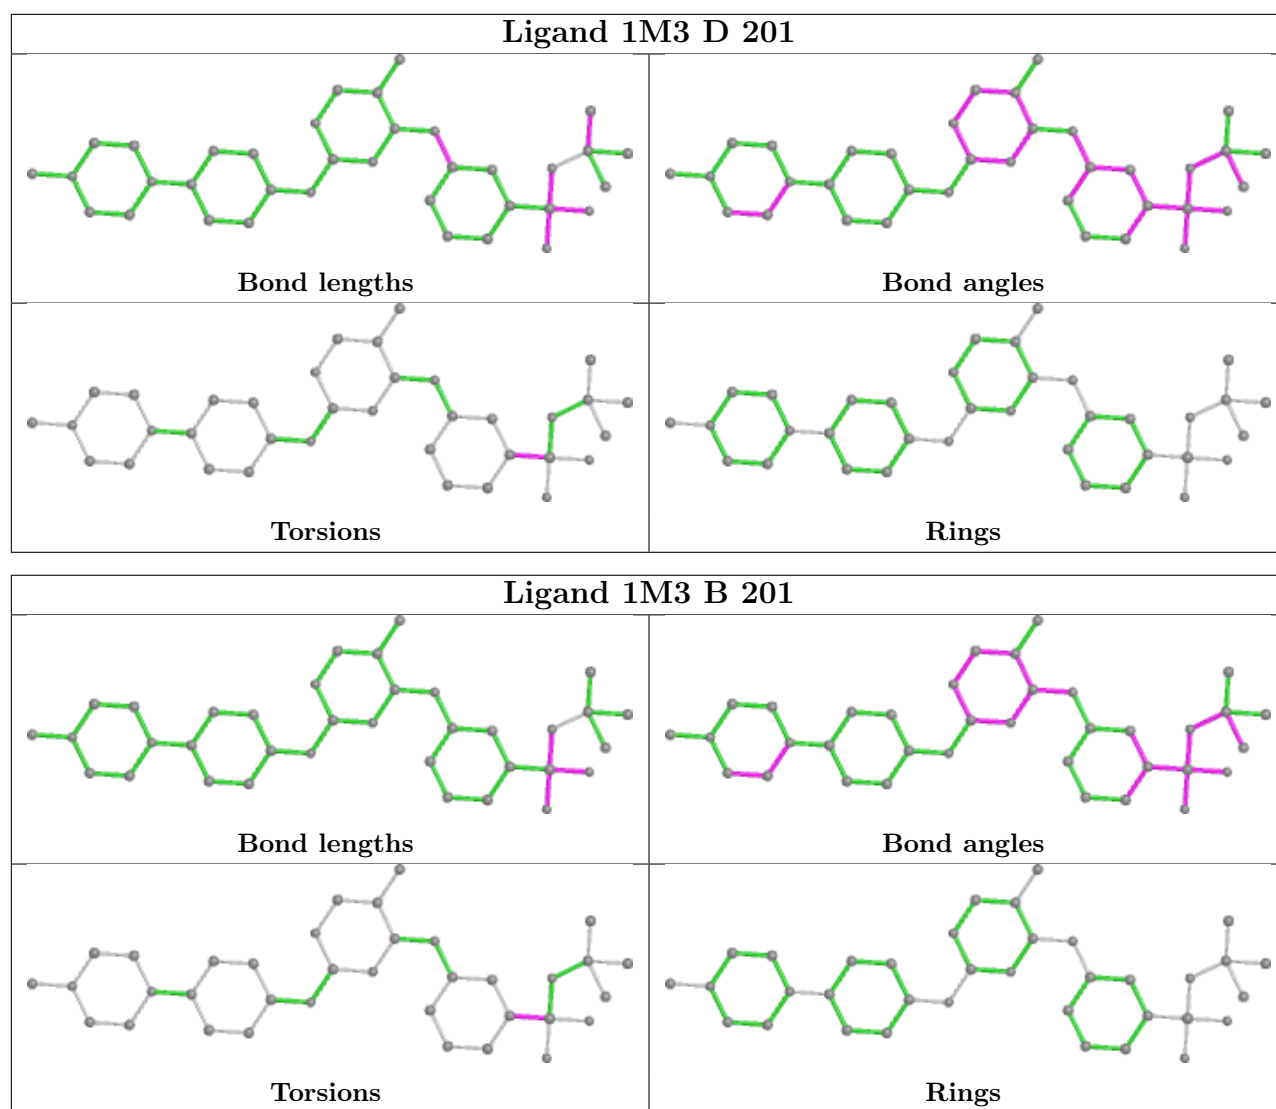 Ligand 1M3 D 201
Bond lengths
Bond angles
Torsions
Rings
Ligand 1M3 B 201
Bond lengths
Bond angles
Torsions
Rings